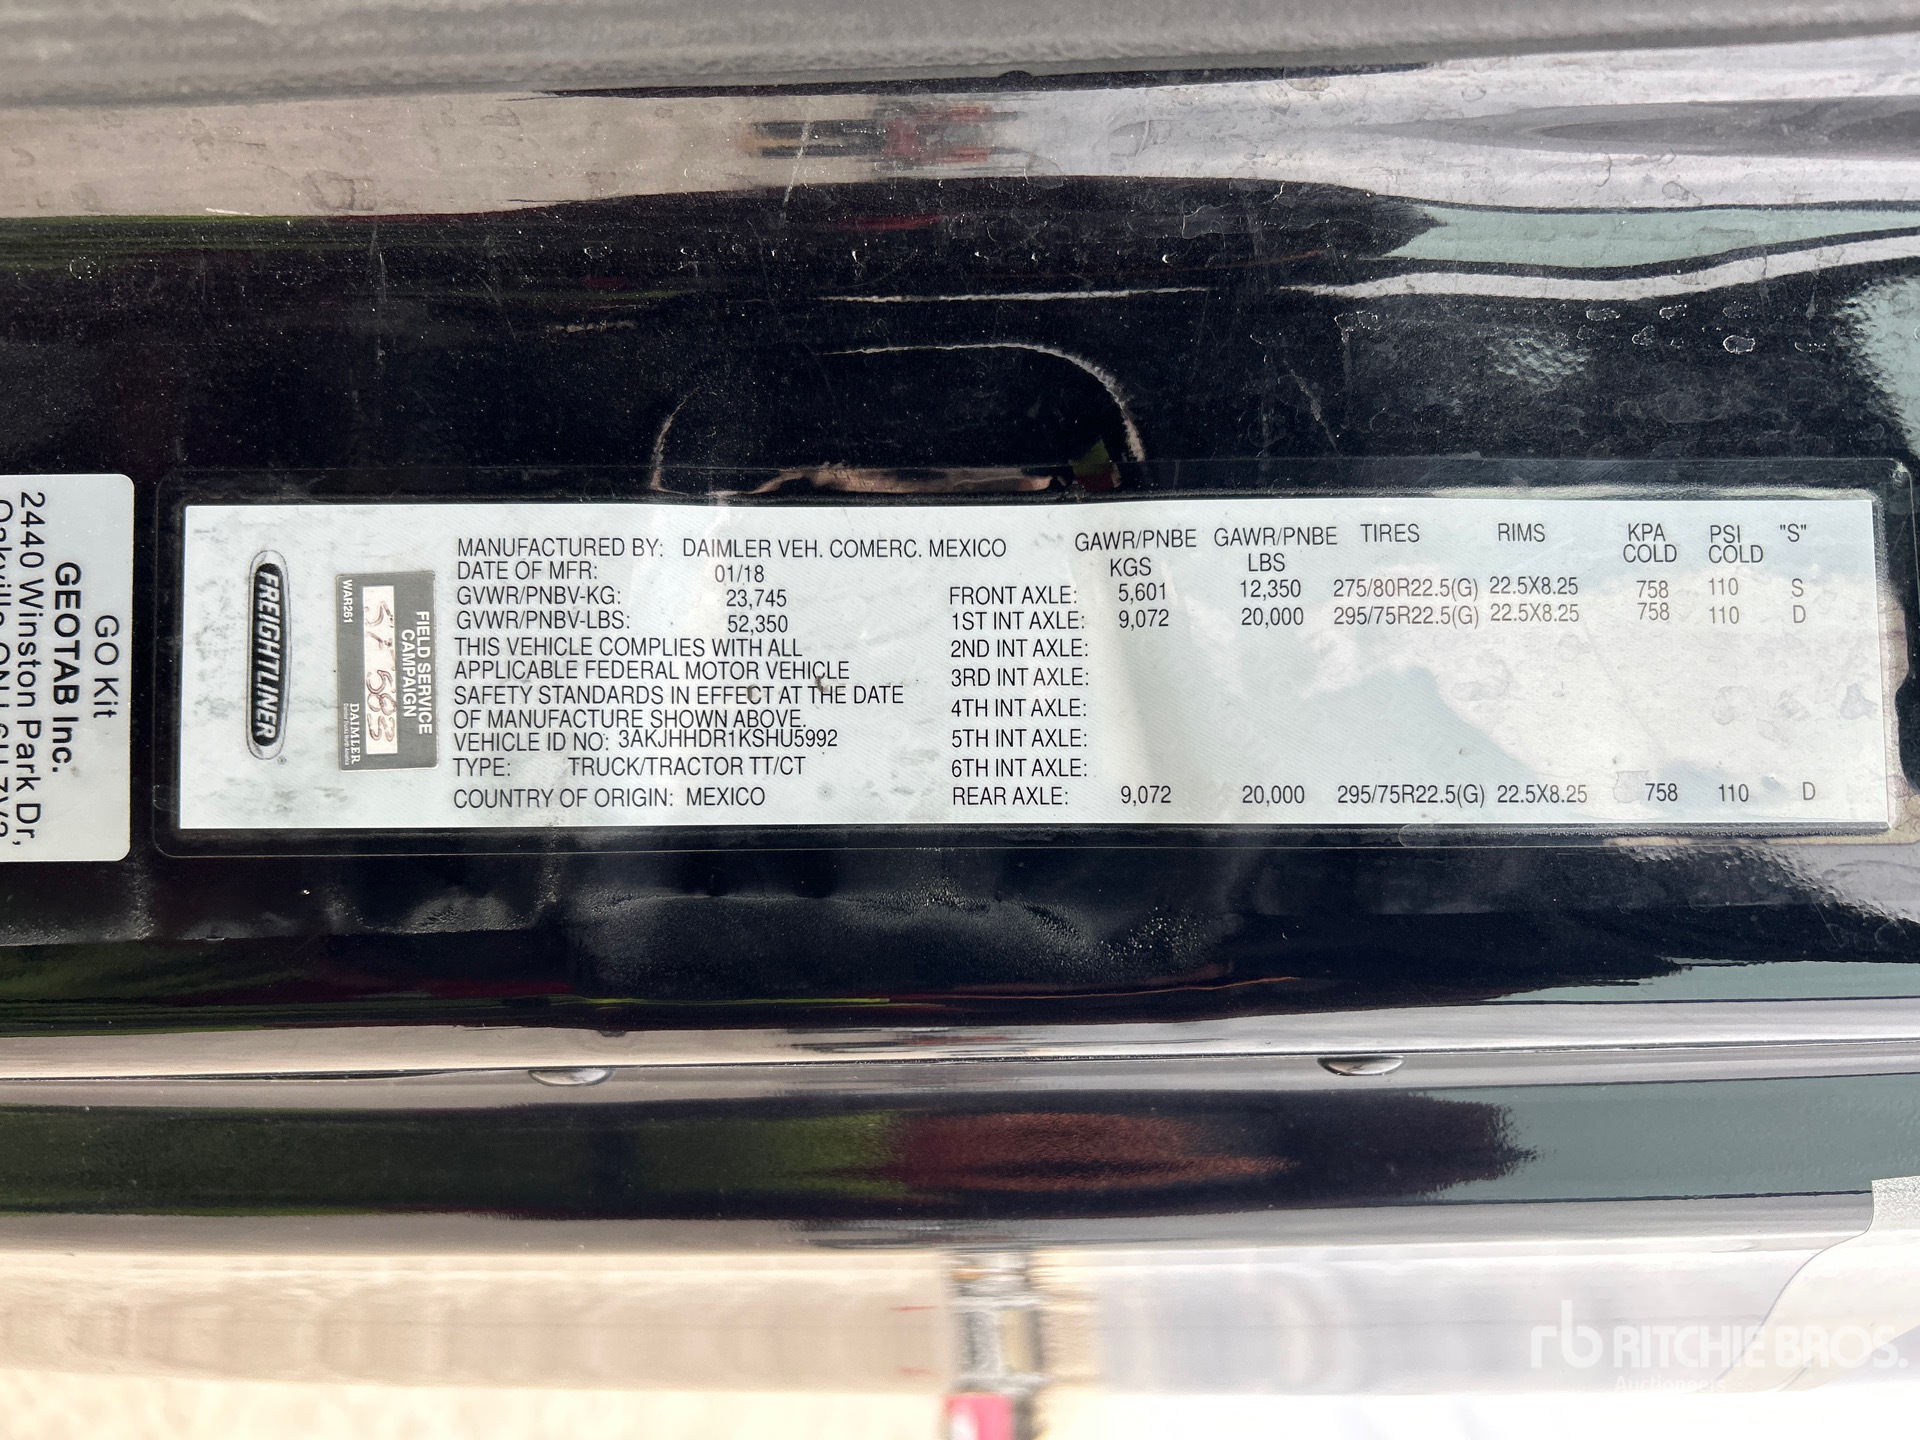 GO Kit
GEOTAB Inc.
2440 Winston Park Dr,
FREIGHTLINER
FIELD SERVICE
CAMPAIGN
WAR261
DAIMLER
MANUFACTURED BY: DAIMLER VEH. COMERC. MEXICO
DATE OF MFR: 01/18
GVWR/PNBV-KG: 23,745
GVWR/PNBV-LBS: 52,350
THIS VEHICLE COMPLIES WITH ALL
APPLICABLE FEDERAL MOTOR VEHICLE
SAFETY STANDARDS IN EFFECT AT THE DATE
OF MANUFACTURE SHOWN ABOVE.
VEHICLE ID NO: 3AKJHHDR1KSHU5992
TYPE: TRUCK/TRACTOR TT/CT
COUNTRY OF ORIGIN: MEXICO
GAWR/PNBE KGS GAWR/PNBE LBS TIRES RIMS KPA COLD PSI COLD "S"
FRONT AXLE: 5,601 12,350 275/80R22.5(G) 22.5X8.25 758 110 S
1ST INT AXLE: 9,072 20,000 295/75R22.5(G) 22.5X8.25 758 110 D
2ND INT AXLE:
3RD INT AXLE:
4TH INT AXLE:
5TH INT AXLE:
6TH INT AXLE:
REAR AXLE: 9,072 20,000 295/75R22.5(G) 22.5X8.25 758 110 D
rb RITCHIE BROS.
Auctioneers